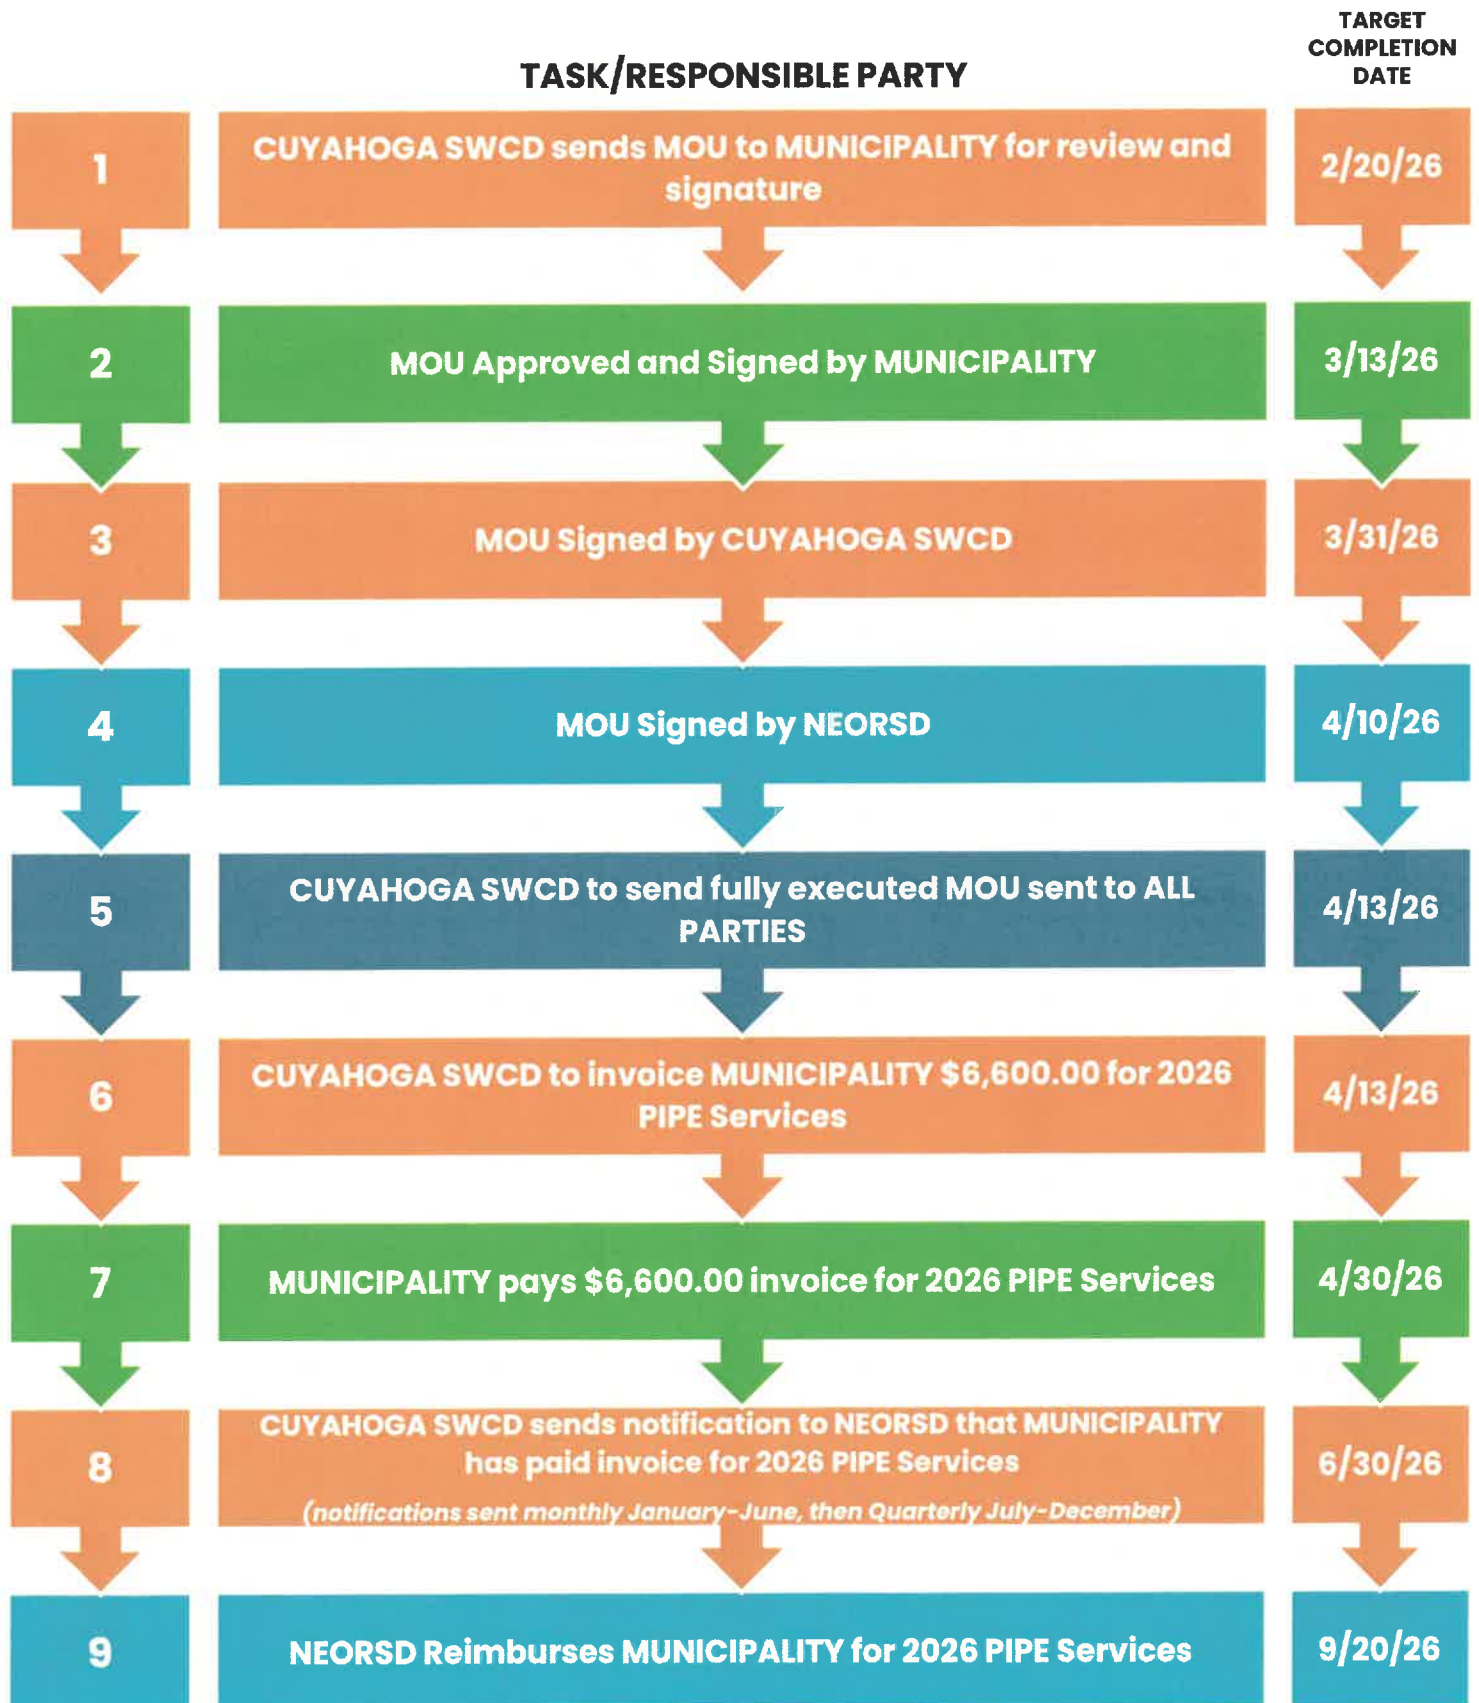 TARGET
COMPLETION
DATE
TASK/RESPONSIBLE PARTY
1
CUYAHOGA SWCD sends MOU to MUNICIPALITY for review and
signature
2/20/26
2
MOU Approved and Signed by MUNICIPALITY
3/13/26
3
MOU Signed by CUYAHOGA SWCD
3/31/26
4
MOU Signed by NEORSD
4/10/26
5
CUYAHOGA SWCD to send fully executed MOU sent to ALL
PARTIES
4/13/26
6
CUYAHOGA SWCD to invoice MUNICIPALITY $6,600.00 for 2026
PIPE Services
4/13/26
7
MUNICIPALITY pays $6,600.00 invoice for 2026 PIPE Services
4/30/26
8
CUYAHOGA SWCD sends notification to NEORSD that MUNICIPALITY
has paid invoice for 2026 PIPE Services
(notifications sent monthly January-June, then Quarterly July-December)
6/30/26
9
NEORSD Reimburses MUNICIPALITY for 2026 PIPE Services
9/20/26